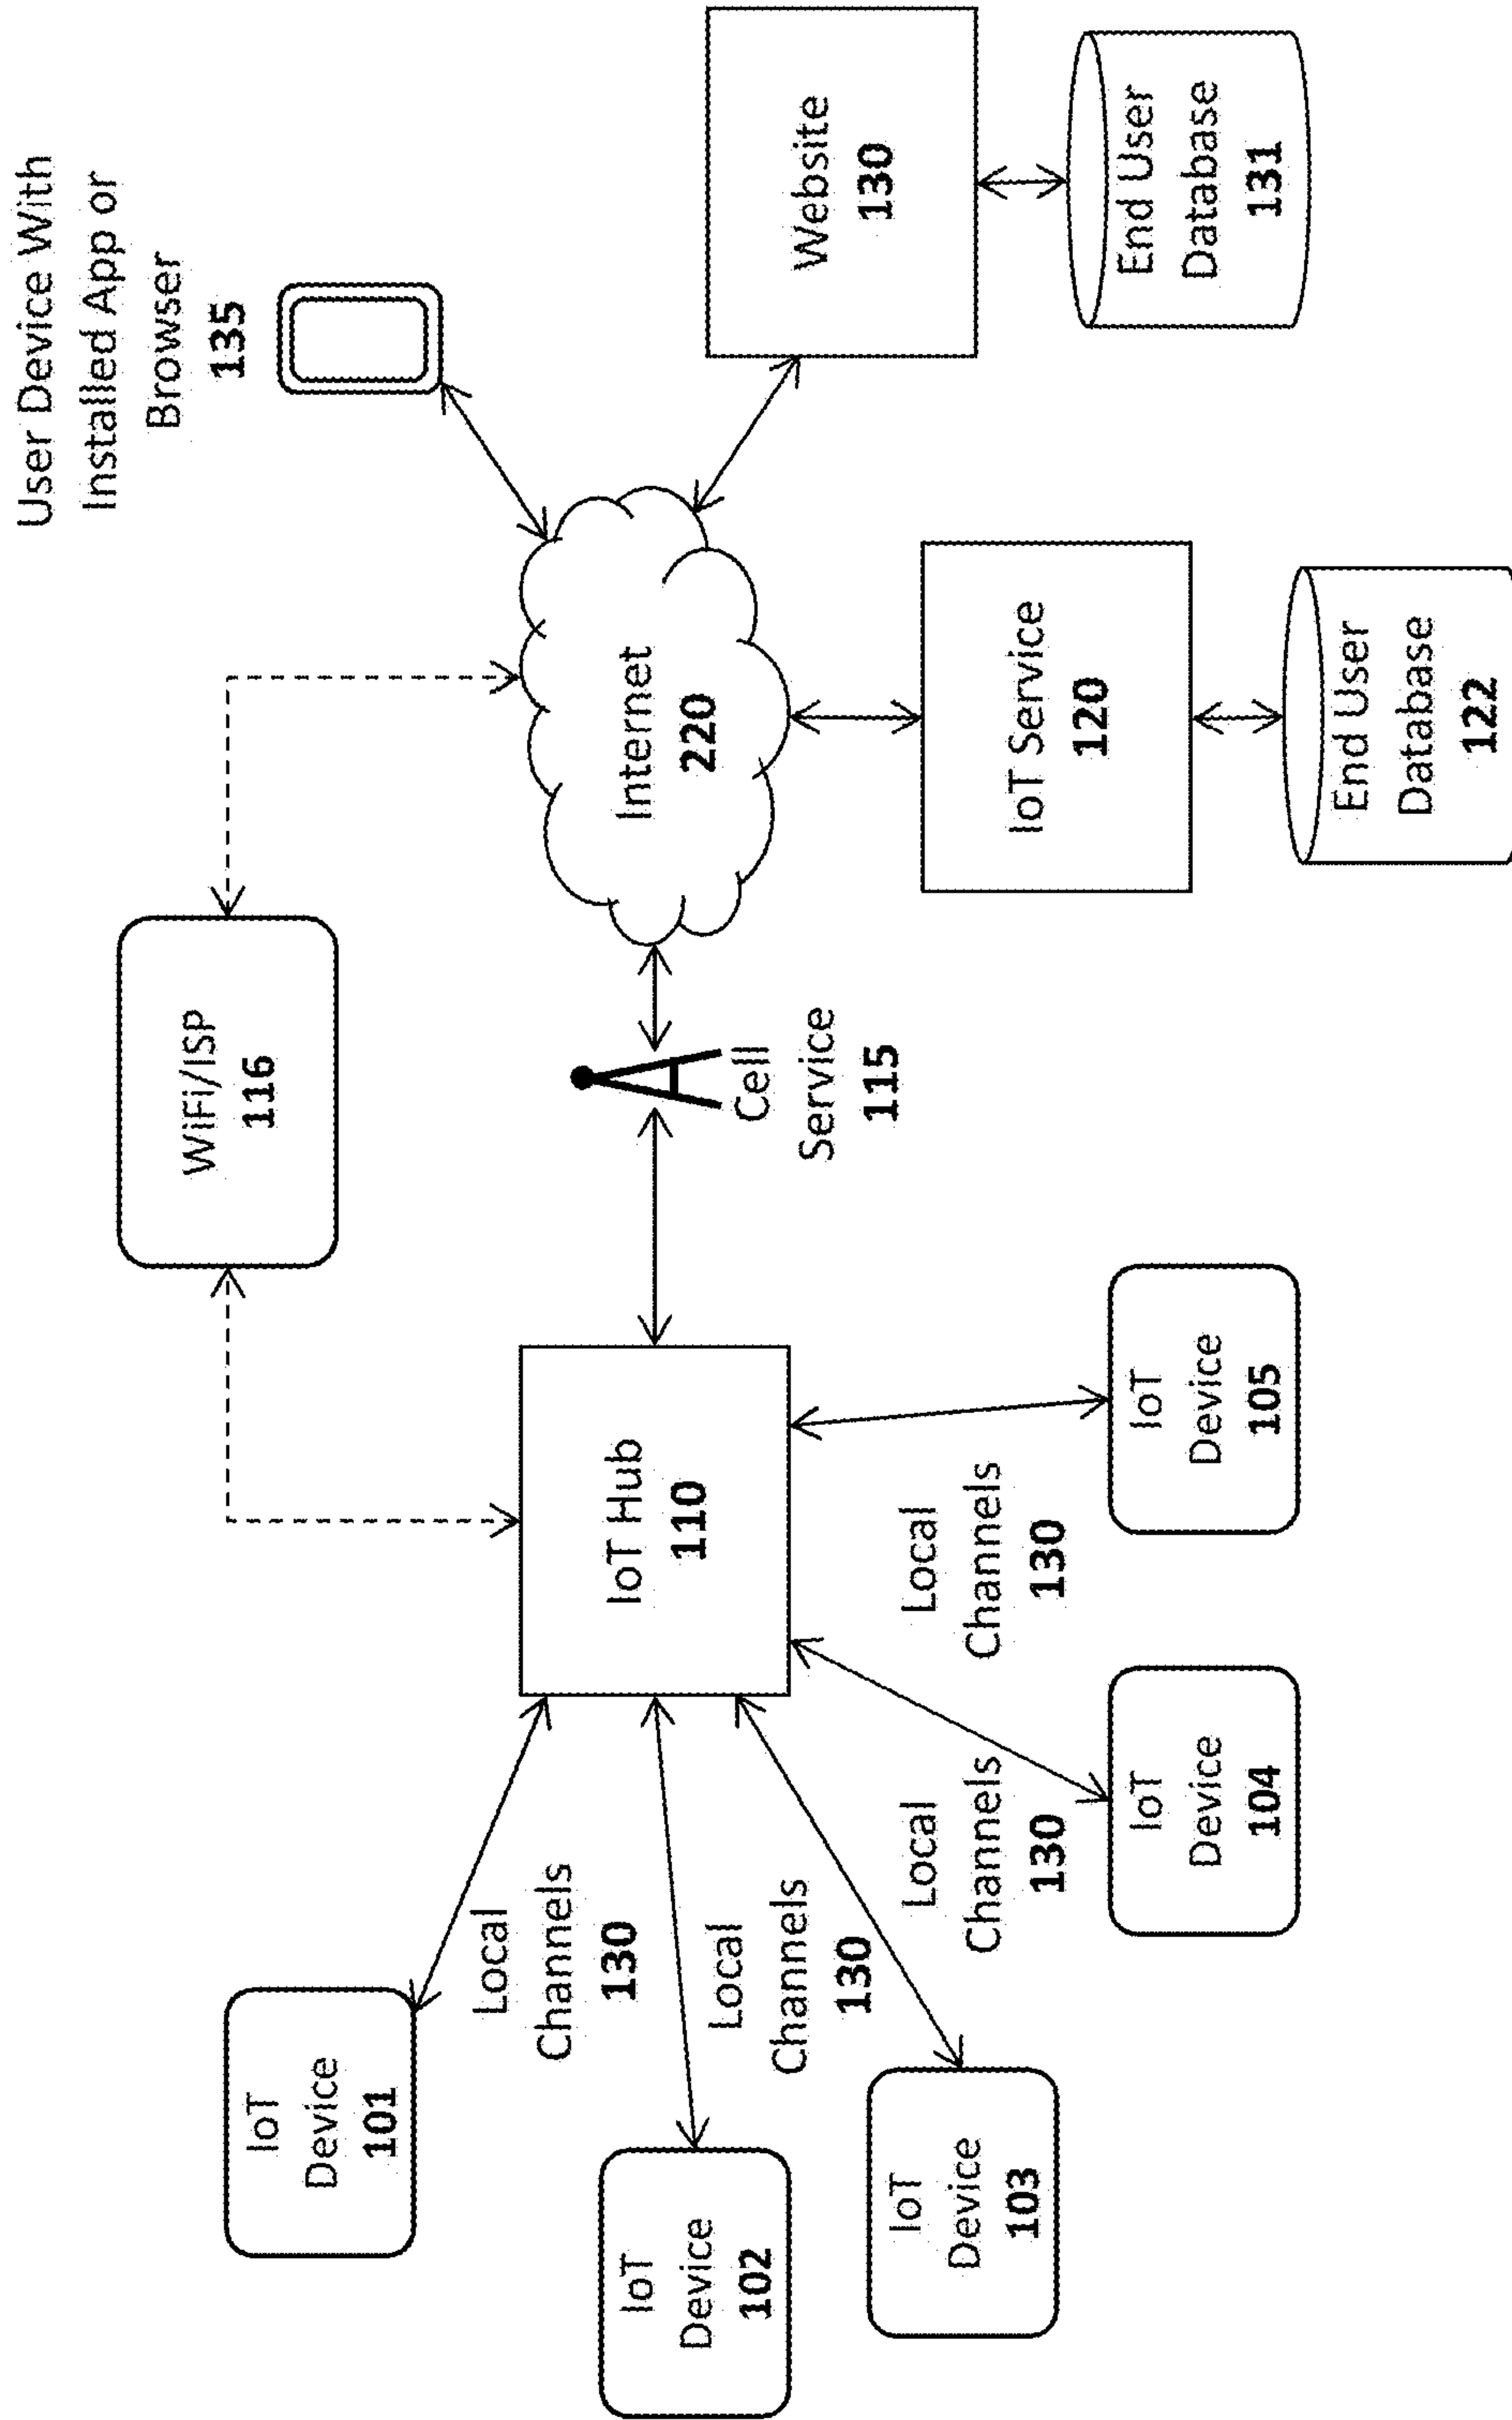 User Device With
Installed App or
Browser
135
WiFi/ISP
116
Website
130
End User
Database
131
Internet
220
IoT Service
120
End User
Database
122
Cell
Service
115
IoT Hub
110
IoT
Device
101
Local
Channels
130
IoT
Device
102
Local
Channels
130
IoT
Device
103
Local
Channels
130
IoT
Device
104
Local
Channels
130
IoT
Device
105